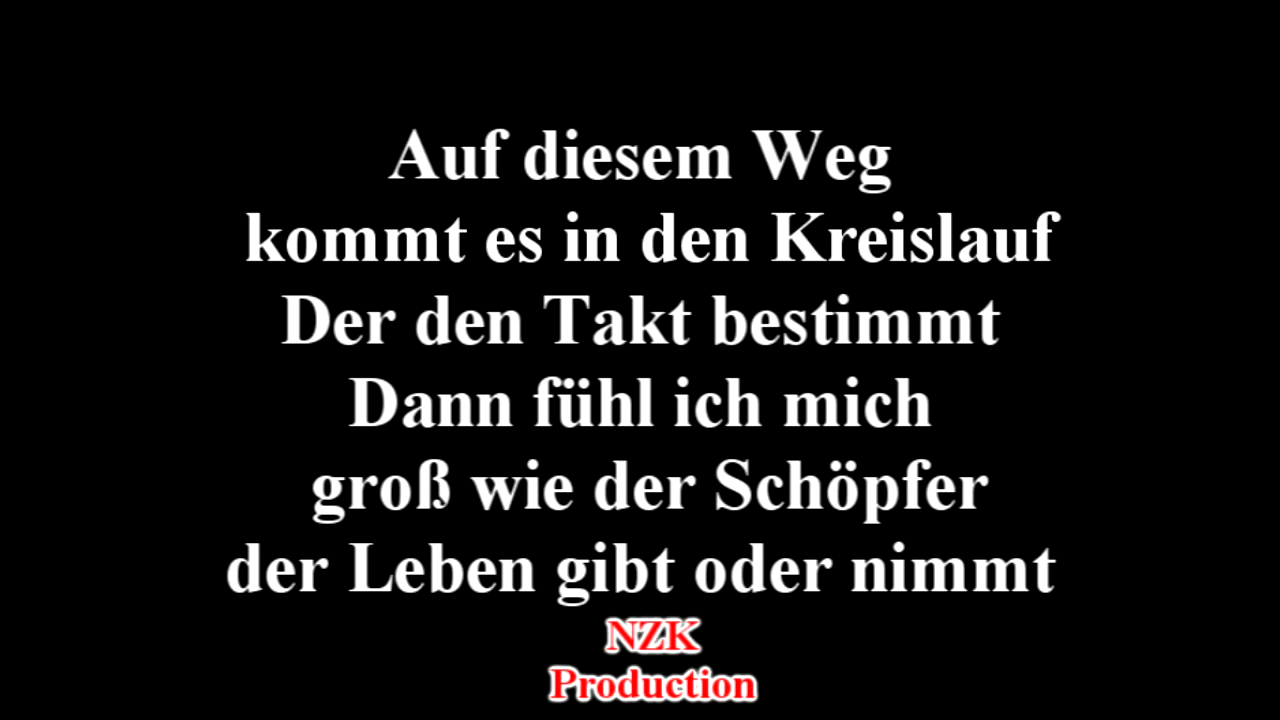 Auf diesem Weg
kommt es in den Kreislauf
Der den Takt bestimmt
Dann fühl ich mich
groß wie der Schöpfer
der Leben gibt oder nimmt
NZK
Production